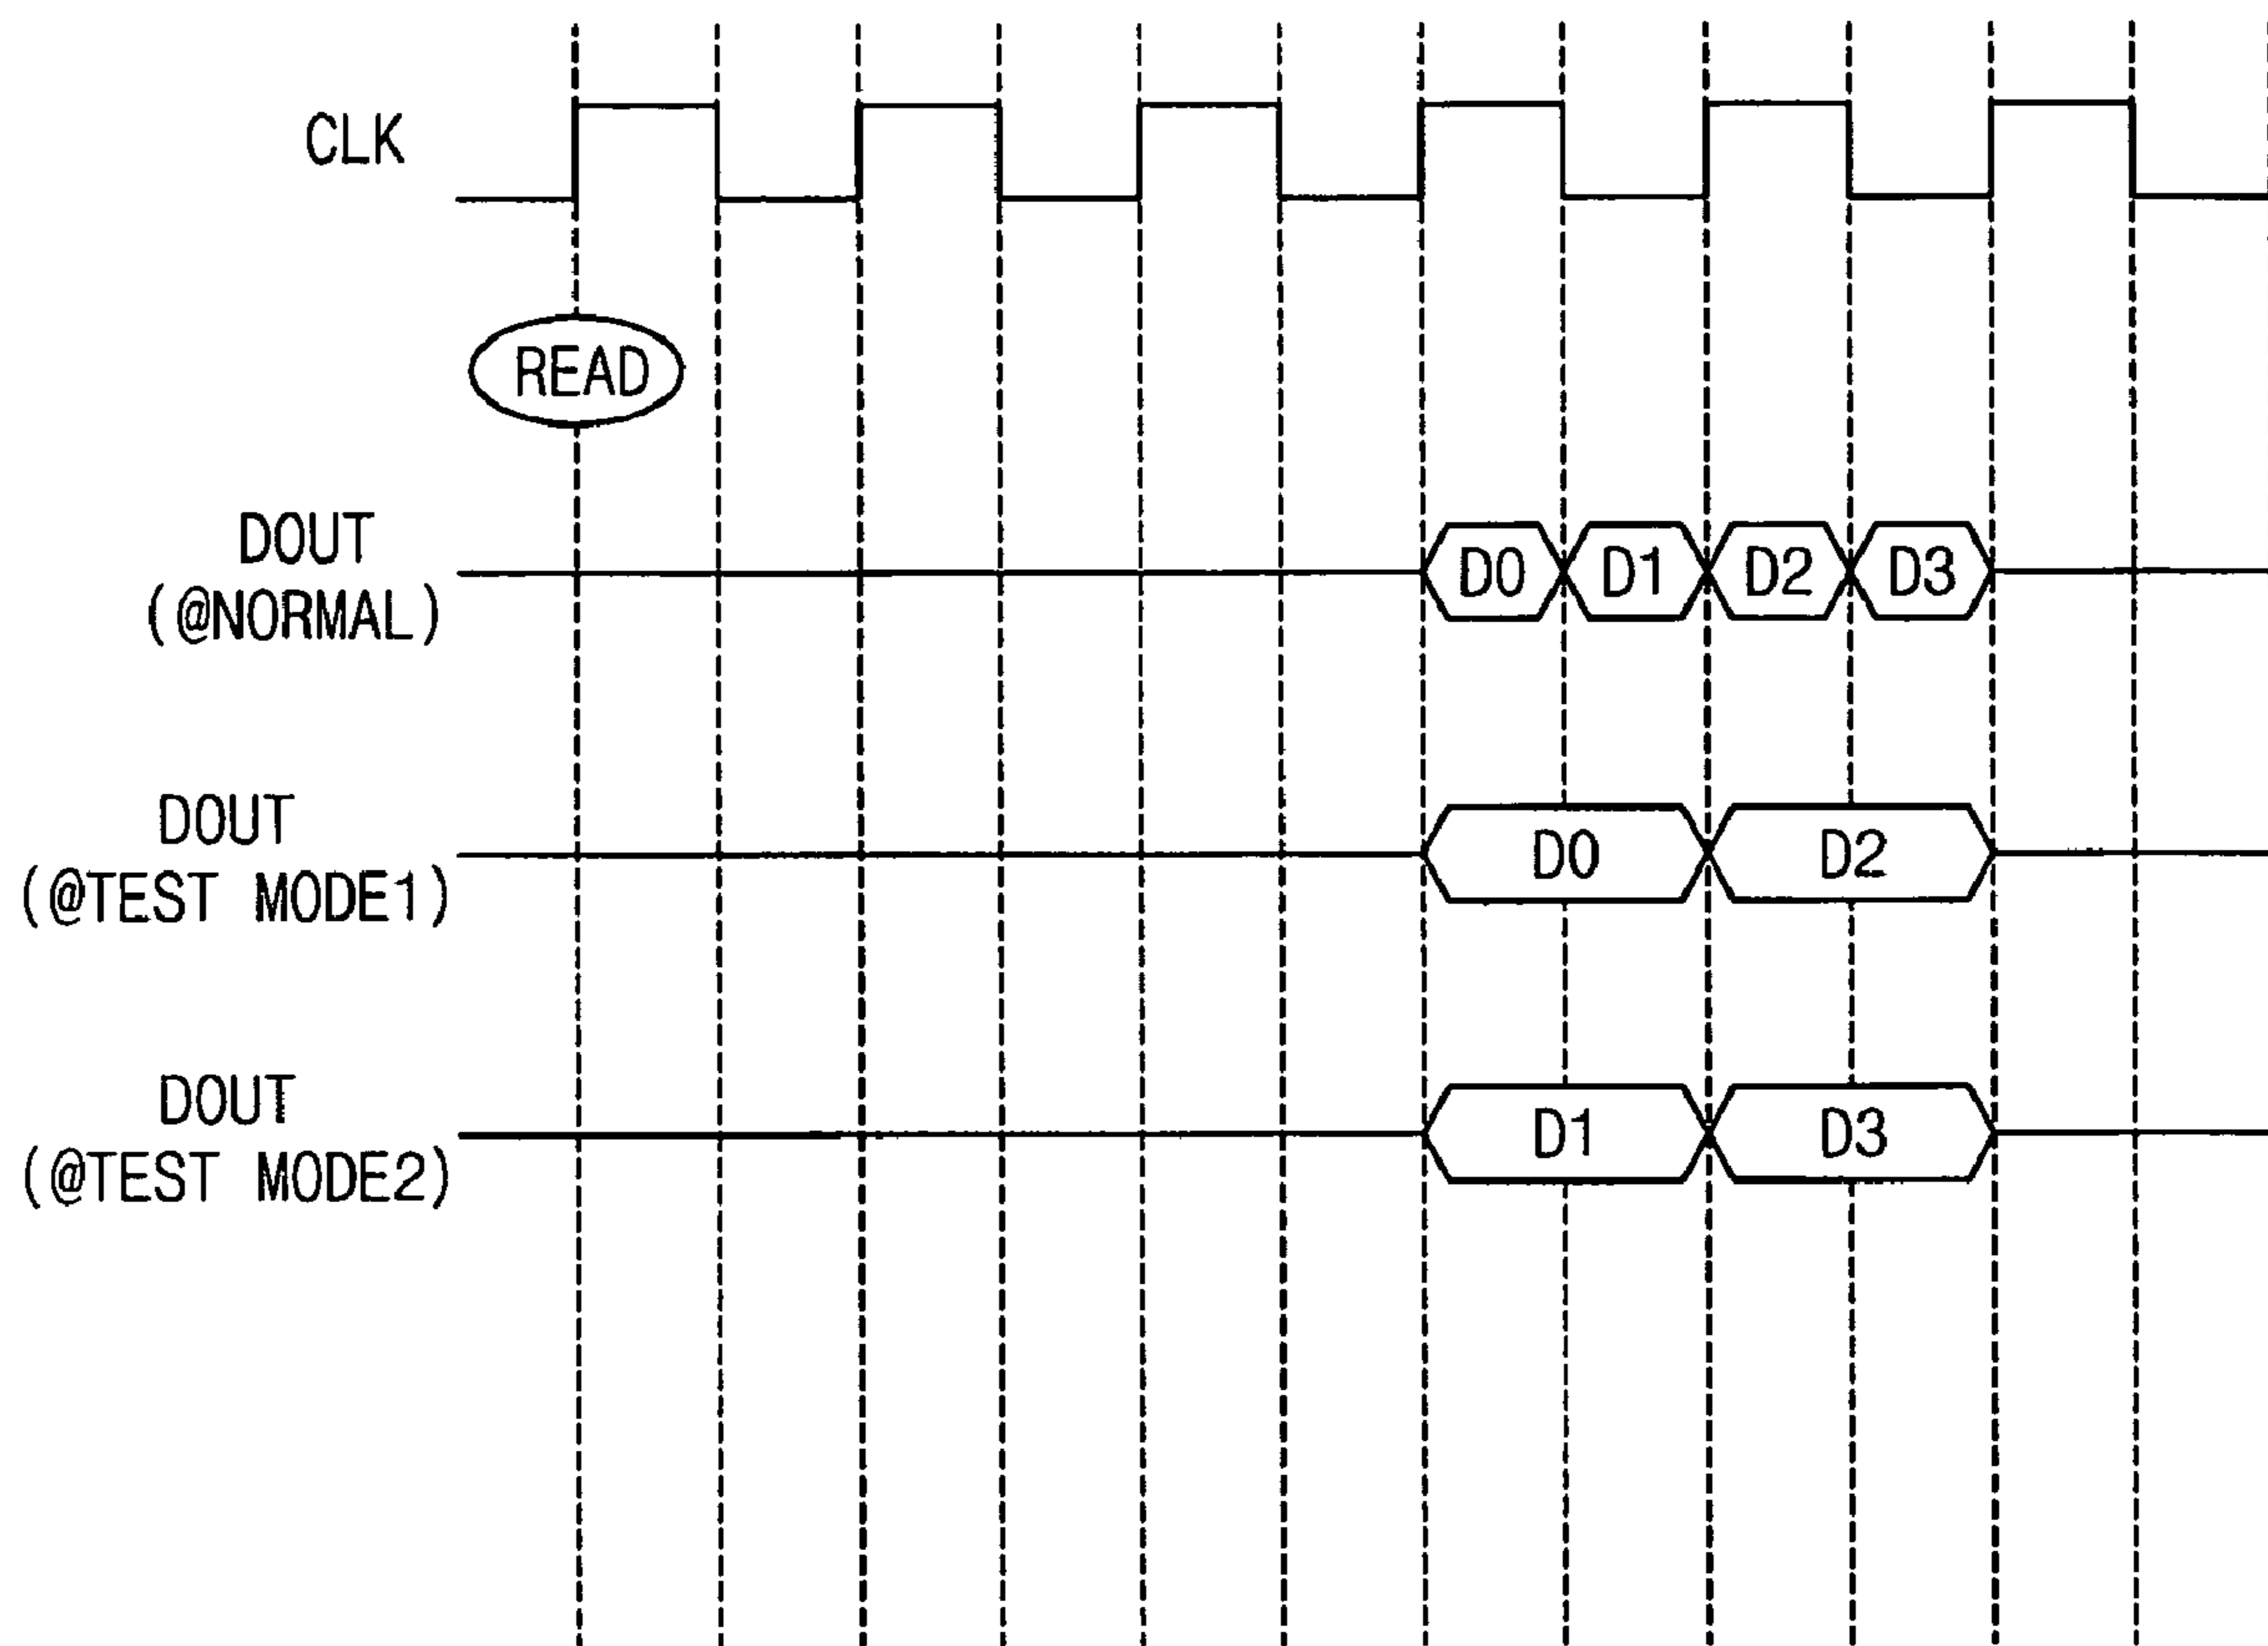 CLK
READ
DOUT
(@NORMAL)
D0 D1 D2 D3
DOUT
(@TEST MODE1)
D0 D2
DOUT
(@TEST MODE2)
D1 D3